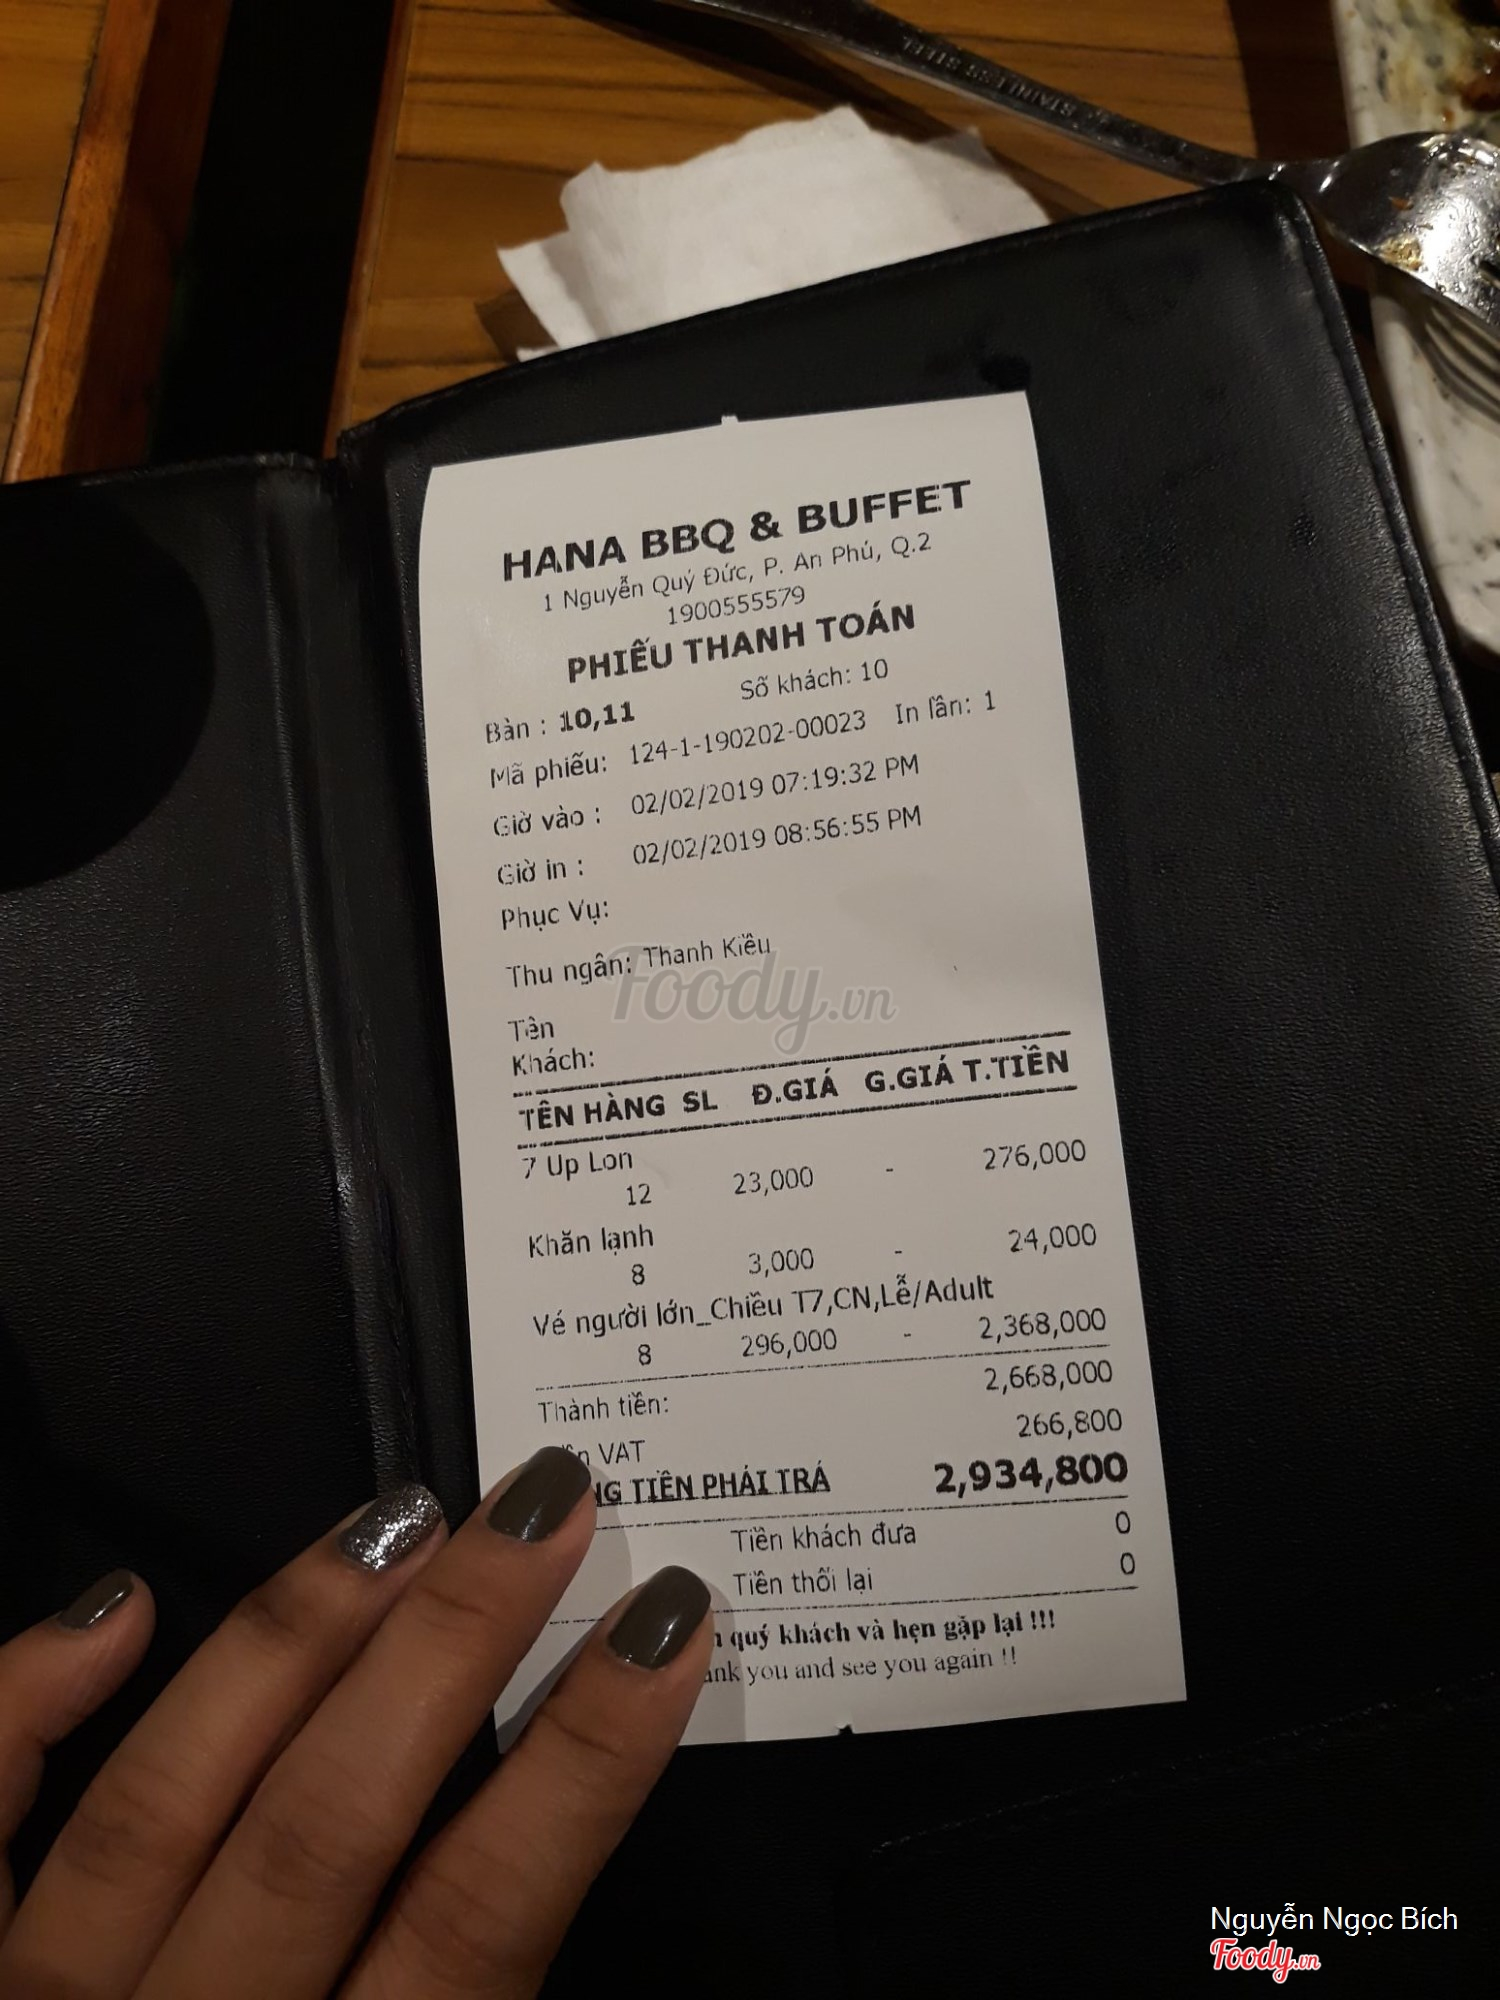 STAINLESS STEEL
HANA BBQ & BUFFET
1 Nguyễn Quý Đức, P. An Phú, Q.2
1900555579
PHIẾU THANH TOÁN
Bàn : 10,11 Số khách: 10
Mã phiếu: 124-1-190202-00023 In lần: 1
Giờ vào : 02/02/2019 07:19:32 PM
Giờ in : 02/02/2019 08:56:55 PM
Phục Vụ:
Thu ngân: Thanh Kiều
Foody.vn
Tên
Khách:
TÊN HÀNG SL Đ.GIÁ G.GIÁ T.TIỀN
7 Up Lon
12 23,000 - 276,000
Khăn lạnh
8 3,000 - 24,000
Vé người lớn_Chiều T7,CN,Lễ/Adult
8 296,000 - 2,368,000
Thành tiền: 2,668,000
VAT 266,800
TIỀN PHẢI TRẢ 2,934,800
Tiền khách đưa 0
Tiền thối lại 0
quý khách và hẹn gặp lại !!!
you and see you again !!
Nguyễn Ngọc Bích
Foody.vn